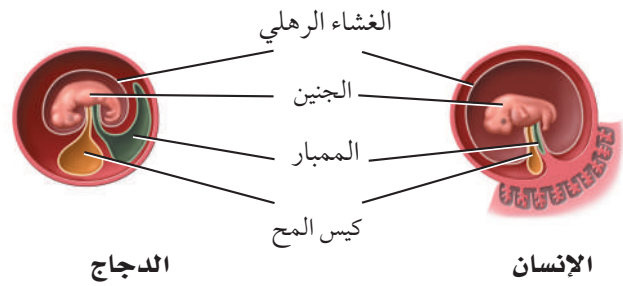 الغشاء الرهلي
الجنين
الممبار
كيس المح
الإنسان
الدجاج